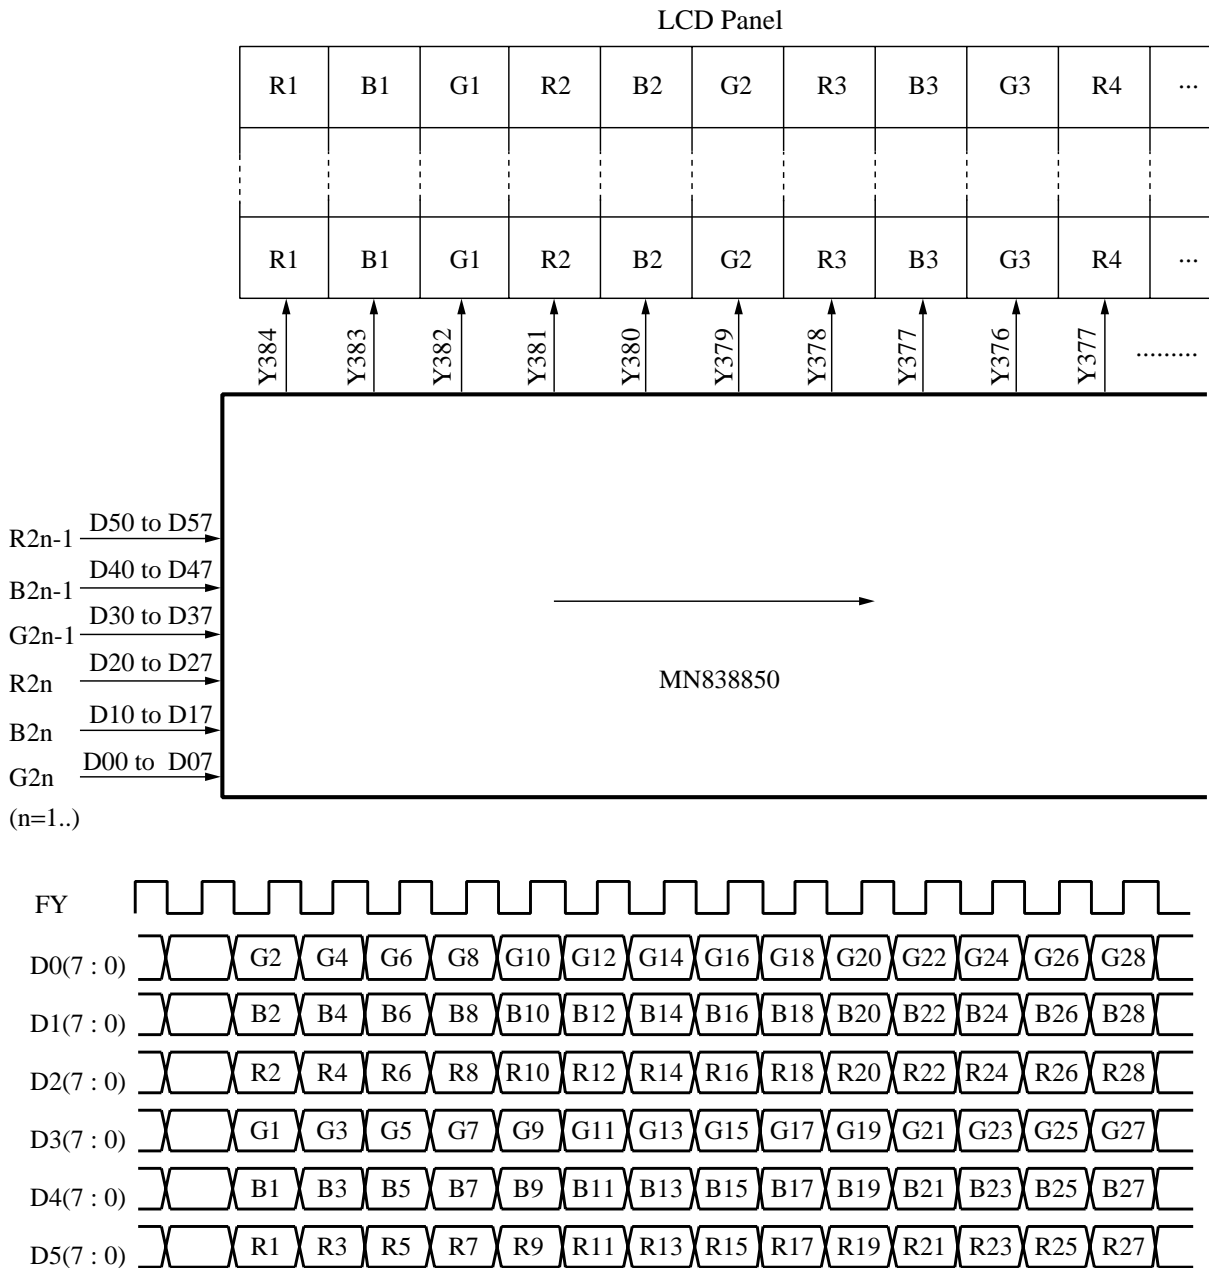 LCD Panel
R1 B1 G1 R2 B2 G2 R3 B3 G3 R4 ...
R1 B1 G1 R2 B2 G2 R3 B3 G3 R4 ...
Y384 Y383 Y382 Y381 Y380 Y379 Y378 Y377 Y376 Y377 .........
R2n-1 D50 to D57
B2n-1 D40 to D47
G2n-1 D30 to D37
R2n D20 to D27
MN838850
B2n D10 to D17
G2n D00 to D07
(n=1..)
FY
D0(7 : 0) G2 G4 G6 G8 G10 G12 G14 G16 G18 G20 G22 G24 G26 G28
D1(7 : 0) B2 B4 B6 B8 B10 B12 B14 B16 B18 B20 B22 B24 B26 B28
D2(7 : 0) R2 R4 R6 R8 R10 R12 R14 R16 R18 R20 R22 R24 R26 R28
D3(7 : 0) G1 G3 G5 G7 G9 G11 G13 G15 G17 G19 G21 G23 G25 G27
D4(7 : 0) B1 B3 B5 B7 B9 B11 B13 B15 B17 B19 B21 B23 B25 B27
D5(7 : 0) R1 R3 R5 R7 R9 R11 R13 R15 R17 R19 R21 R23 R25 R27